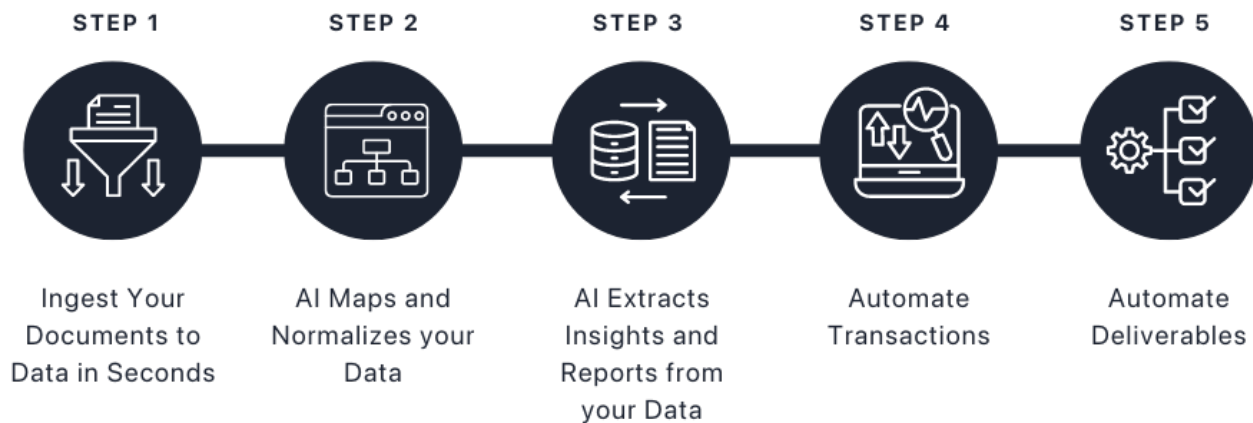 STEP 1
STEP 2
STEP 3
STEP 4
STEP 5
Ingest Your
Documents to
Data in Seconds
AI Maps and
Normalizes your
Data
AI Extracts
Insights and
Reports from
your Data
Automate
Transactions
Automate
Deliverables